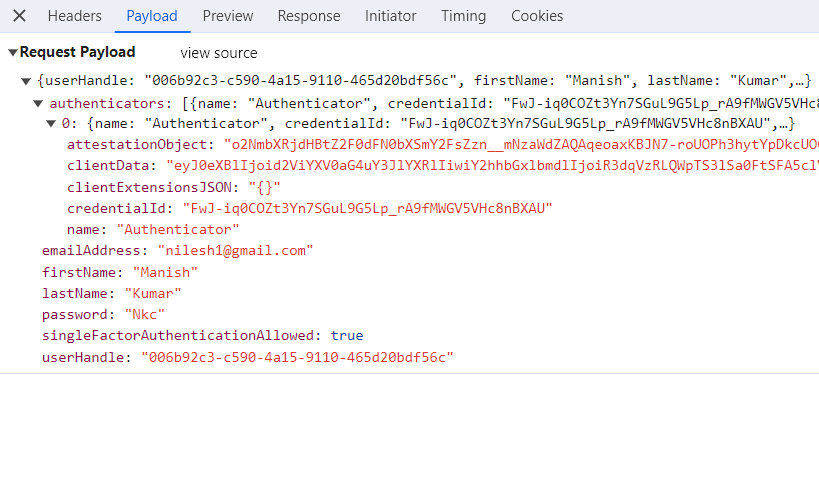 Headers Payload Preview Response Initiator Timing Cookies
Request Payload view source
{userHandle: "006b92c3-c590-4a15-9110-465d20bdf56c", firstName: "Manish", lastName: "Kumar",…}
authenticators: [{name: "Authenticator", credentialId: "FwJ-iq0COZt3Yn7SGuL9G5Lp_rA9fMWGV5VHc8
0: {name: "Authenticator", credentialId: "FwJ-iq0COZt3Yn7SGuL9G5Lp_rA9fMWGV5VHc8nBXAU",…}
attestationObject: "o2NmbXRjdHBtZ2F0dFN0bXSmY2FsZzn__mNzaWdZAQAqeoaxKBJN7-roUOPh3hytYpDkcUO
clientData: "eyJ0eXBlIjoid2ViYXV0aG4uY3JlYXRlIiwiY2hhbGxlbmdlIjoiR3dqVzRLQWpTS3lSa0FtSFA5clV
clientExtensionsJSON: "{}"
credentialId: "FwJ-iq0COZt3Yn7SGuL9G5Lp_rA9fMWGV5VHc8nBXAU"
name: "Authenticator"
emailAddress: "nilesh1@gmail.com"
firstName: "Manish"
lastName: "Kumar"
password: "Nkc"
singleFactorAuthenticationAllowed: true
userHandle: "006b92c3-c590-4a15-9110-465d20bdf56c"